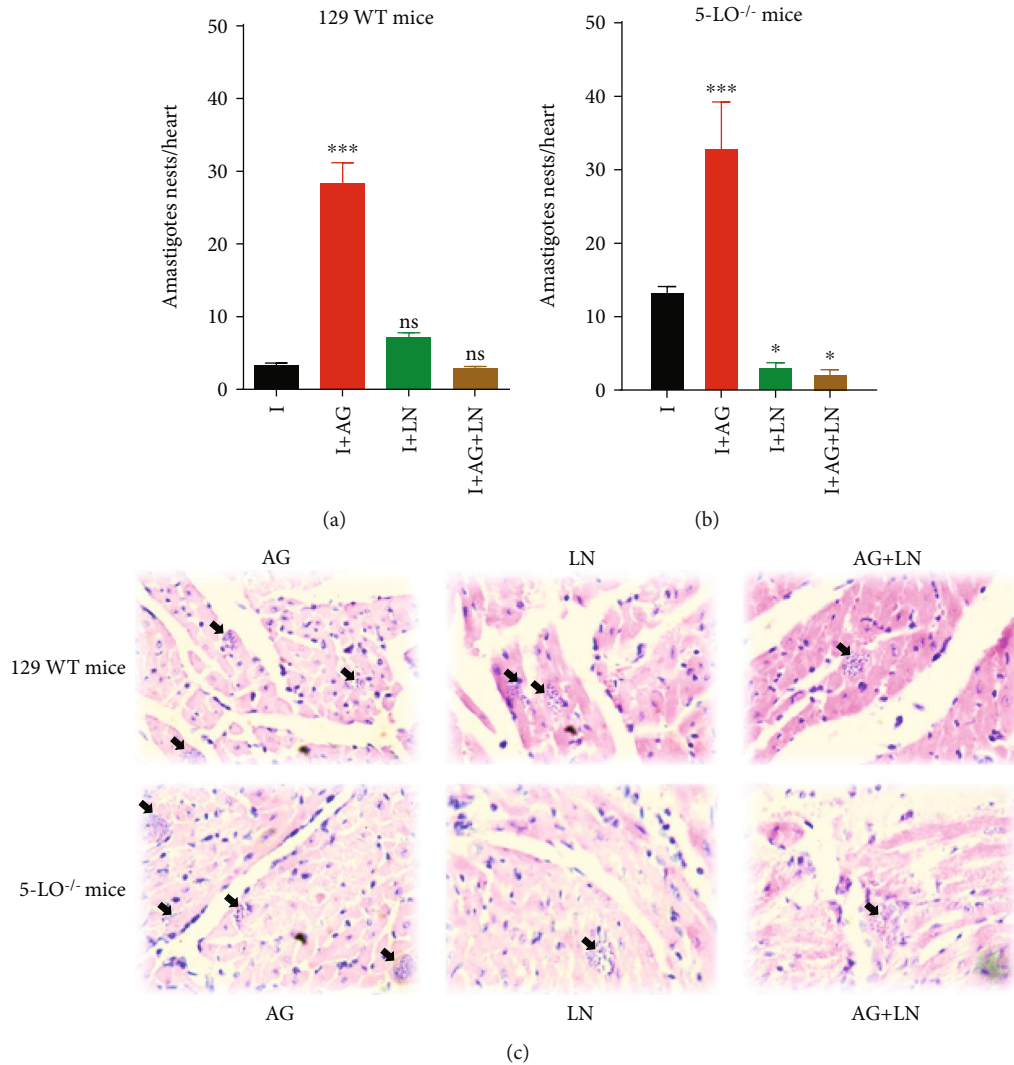 129 WT mice
Amastigotes nests/heart
50
40
30
20
10
0
***
ns
ns
I
I+AG
I+LN
I+AG+LN
(a)
5-LO-/- mice
Amastigotes nests/heart
50
40
30
20
10
0
***
*
*
I
I+AG
I+LN
I+AG+LN
(b)
AG LN AG+LN
129 WT mice
5-LO-/- mice
AG LN AG+LN
(c)